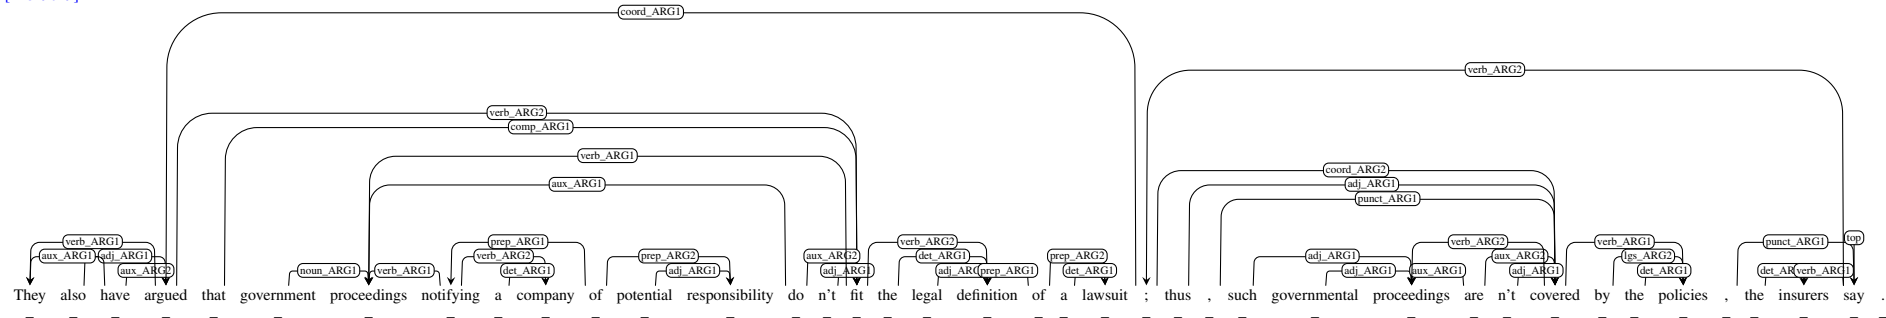 coord_ARG1
verb_ARG2
verb_ARG2
comp_ARG1
verb_ARG1
coord_ARG2
aux_ARG1 adj_ARG1
punct_ARG1
verb_ARG1 prep_ARG1 verb_ARG2 verb_ARG2 verb_ARG1 punct_ARG1 top
aux_ARG1 adj_ARG1 verb_ARG2 prep_ARG2 aux_ARG2 det_ARG1 prep_ARG2 adj_ARG1 aux_ARG2 lgs_ARG2
aux_ARG2 noun_ARG1 verb_ARG1 det_ARG1 adj_ARG1 adj_ARG1 prep_ARG1 det_ARG1 adj_ARG1 aux_ARG1 adj_ARG1 det_ARG1 verb_ARG1
They also have argued that government proceedings notifying a company of potential responsibility do n't fit the legal definition of a lawsuit ; thus , such governmental proceedings are n't covered by the policies , the insurers say .